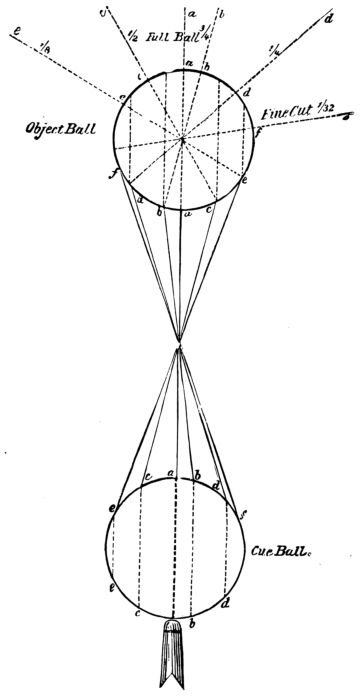 c a b d
e 1/8 1/2 Full Ball 3/4 1/4
c a b
e d
Object Ball f Fine Cut 1/32
f e
d b a c
c a b d
e f
Cue Ball.
e c b d